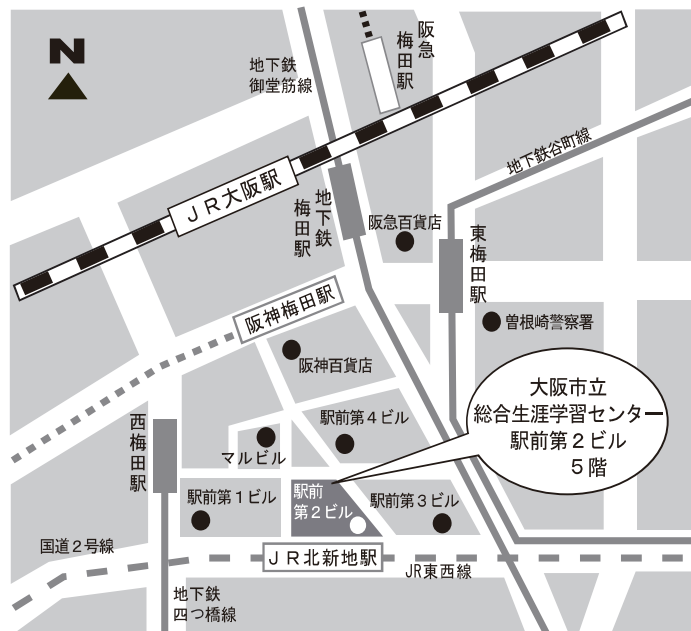 N
地下鉄
御堂筋線
阪急
梅田駅
地下鉄谷町線
JR大阪駅
地下鉄
梅田駅
阪急百貨店
東梅田駅
曽根崎警察署
阪神梅田駅
阪神百貨店
大阪市立
総合生涯学習センター
駅前第2ビル
5階
西梅田駅
駅前第4ビル
マルビル
駅前第1ビル
駅前
第2ビル
駅前第3ビル
国道2号線
JR北新地駅
JR東西線
地下鉄
四つ橋線